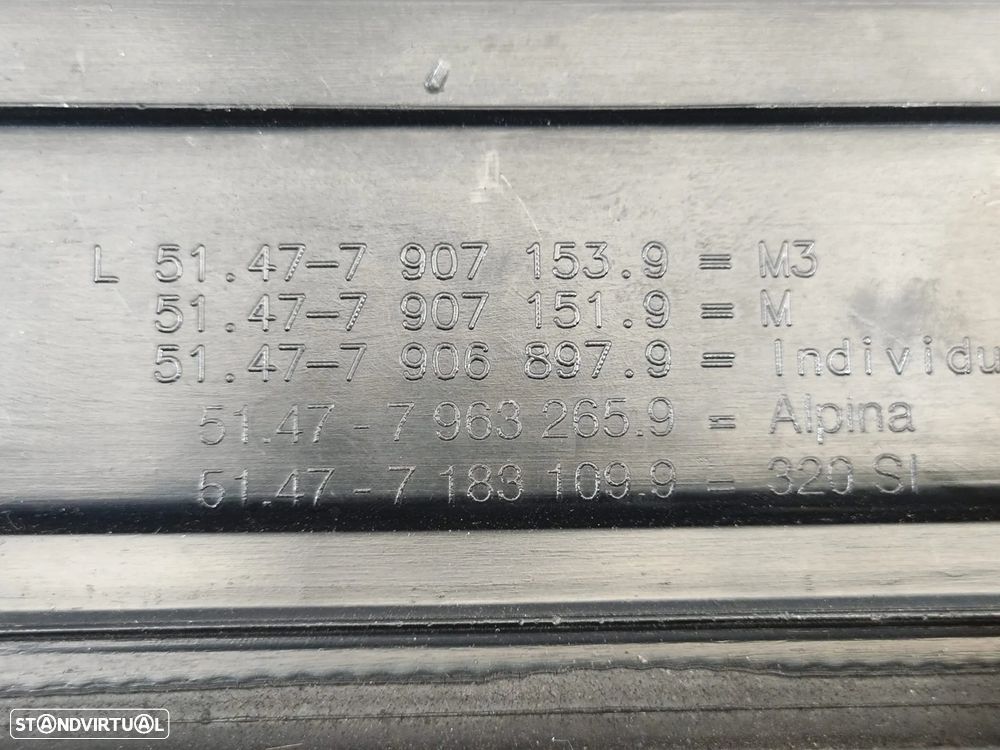 L 51.47-7 907 153.9 = M3
51.47-7 907 151.9 = M
51.47-7 906 897.9 = Individu
51.47 - 7 963 265.9 = Alpina
51.47 - 7 183 109.9 = 320 SI
STANDVIRTUAL